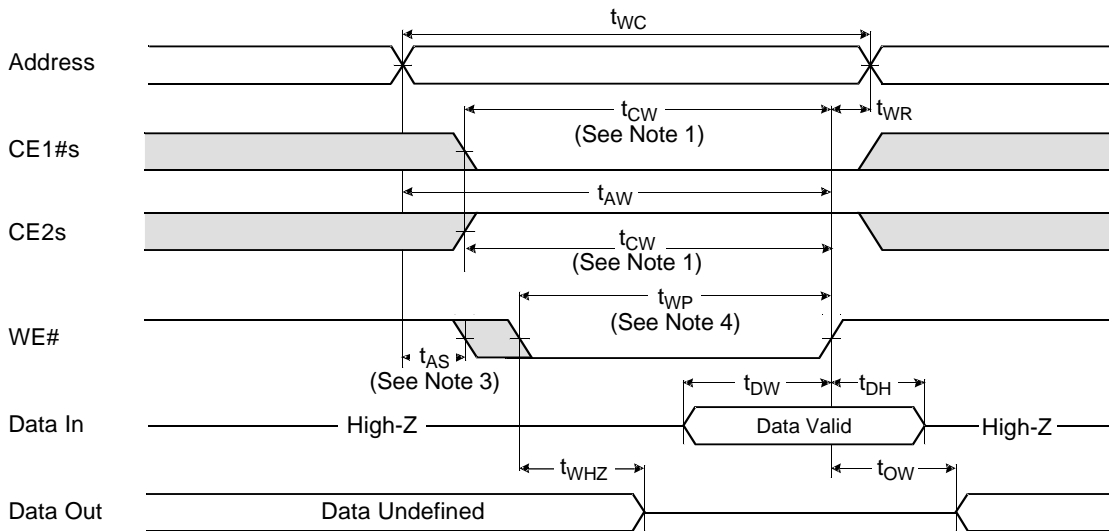 tWC
Address
tCW
(See Note 1)
tWR
CE1#s
tAW
CE2s
tCW
(See Note 1)
tWP
(See Note 4)
WE#
tAS
(See Note 3)
tDW
tDH
Data In
High-Z
Data Valid
High-Z
tWHZ
tOW
Data Out
Data Undefined